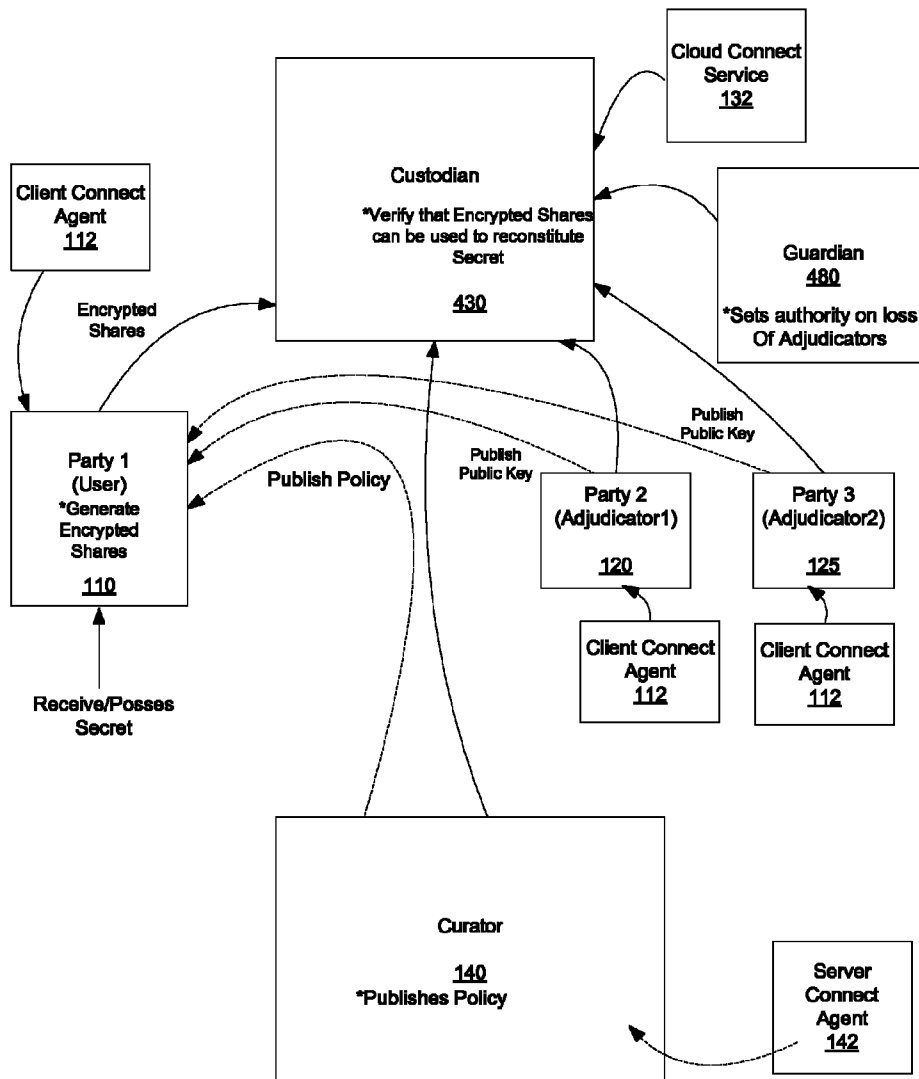 Cloud Connect
Service
132
Client Connect
Agent
112
Custodian
*Verify that Encrypted Shares
can be used to reconstitute
Secret
430
Guardian
480
*Sets authority on loss
Of Adjudicators
Encrypted
Shares
Party 1
(User)
*Generate
Encrypted
Shares
110
Publish Policy
Publish
Public Key
Publish
Public Key
Party 2
(Adjudicator1)
120
Party 3
(Adjudicator2)
125
Client Connect
Agent
112
Client Connect
Agent
112
Receive/Posses
Secret
Curator
140
*Publishes Policy
Server
Connect
Agent
142